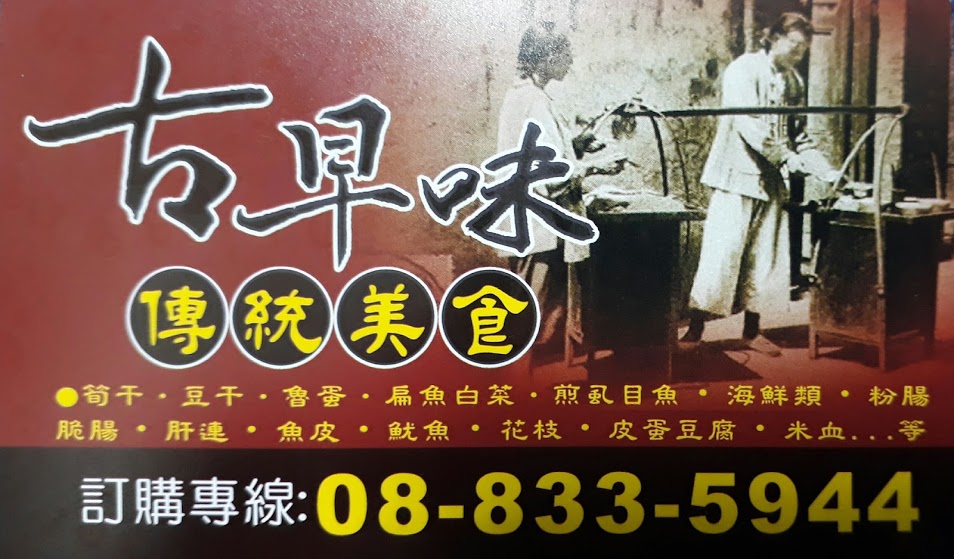 古早味
傳統美食
●筍干・豆干・魯蛋・扁魚白菜・煎虱目魚・海鮮類・粉腸
脆腸・肝連・魚皮・魷魚・花枝・皮蛋豆腐・米血...等
訂購專線:08-833-5944